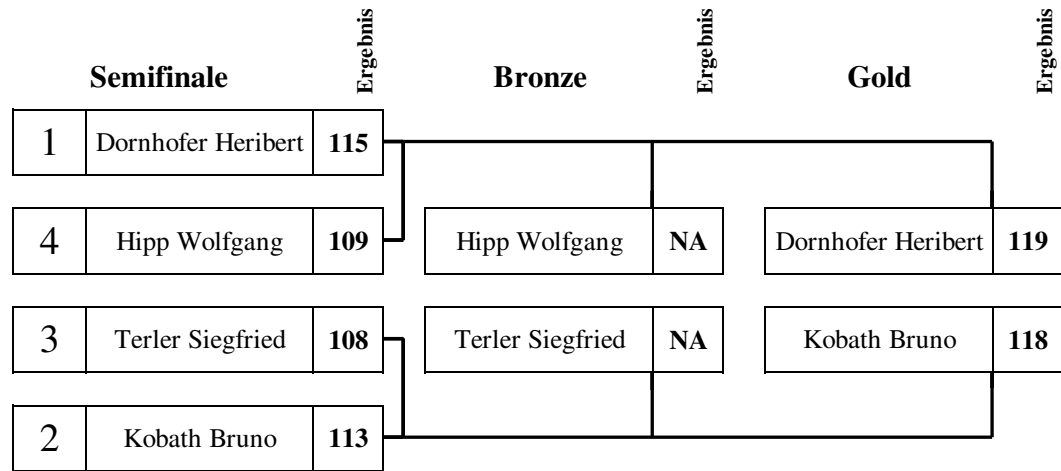 Semifinale Ergebnis Bronze Ergebnis Gold Ergebnis
1 Dornhofer Heribert 115
4 Hipp Wolfgang 109 Hipp Wolfgang NA Dornhofer Heribert 119
3 Terler Siegfried 108 Terler Siegfried NA Kobath Bruno 118
2 Kobath Bruno 113